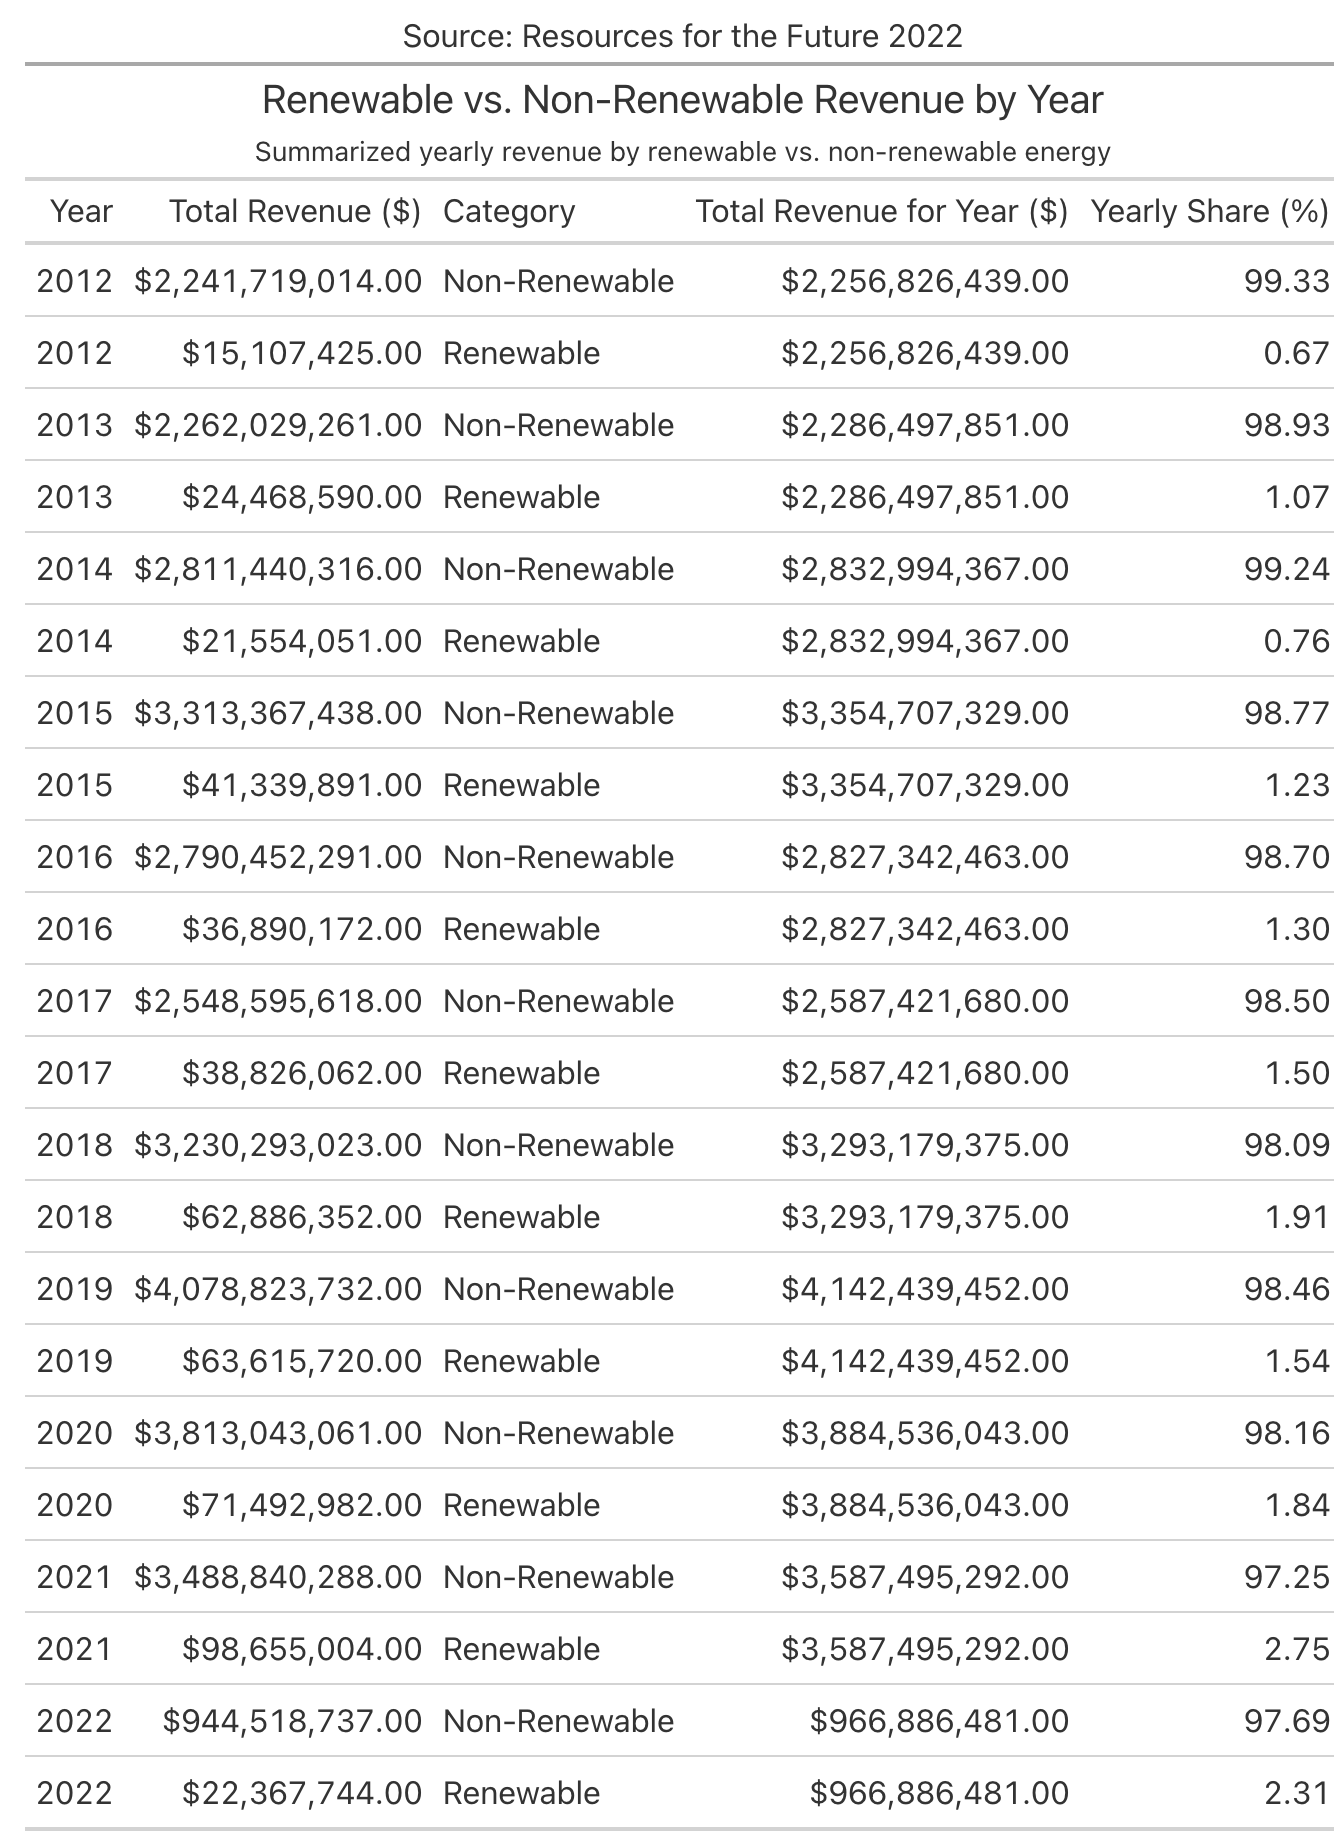 Source: Resources for the Future 2022
Renewable vs. Non-Renewable Revenue by Year
Summarized yearly revenue by renewable vs. non-renewable energy
Year Total Revenue ($) Category Total Revenue for Year ($) Yearly Share (%)
2012 $2,241,719,014.00 Non-Renewable $2,256,826,439.00 99.33
2012 $15,107,425.00 Renewable $2,256,826,439.00 0.67
2013 $2,262,029,261.00 Non-Renewable $2,286,497,851.00 98.93
2013 $24,468,590.00 Renewable $2,286,497,851.00 1.07
2014 $2,811,440,316.00 Non-Renewable $2,832,994,367.00 99.24
2014 $21,554,051.00 Renewable $2,832,994,367.00 0.76
2015 $3,313,367,438.00 Non-Renewable $3,354,707,329.00 98.77
2015 $41,339,891.00 Renewable $3,354,707,329.00 1.23
2016 $2,790,452,291.00 Non-Renewable $2,827,342,463.00 98.70
2016 $36,890,172.00 Renewable $2,827,342,463.00 1.30
2017 $2,548,595,618.00 Non-Renewable $2,587,421,680.00 98.50
2017 $38,826,062.00 Renewable $2,587,421,680.00 1.50
2018 $3,230,293,023.00 Non-Renewable $3,293,179,375.00 98.09
2018 $62,886,352.00 Renewable $3,293,179,375.00 1.91
2019 $4,078,823,732.00 Non-Renewable $4,142,439,452.00 98.46
2019 $63,615,720.00 Renewable $4,142,439,452.00 1.54
2020 $3,813,043,061.00 Non-Renewable $3,884,536,043.00 98.16
2020 $71,492,982.00 Renewable $3,884,536,043.00 1.84
2021 $3,488,840,288.00 Non-Renewable $3,587,495,292.00 97.25
2021 $98,655,004.00 Renewable $3,587,495,292.00 2.75
2022 $944,518,737.00 Non-Renewable $966,886,481.00 97.69
2022 $22,367,744.00 Renewable $966,886,481.00 2.31